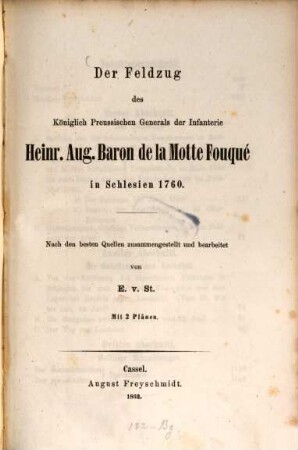 Der Feldzug
des
Königlich Preussischen Generals der Infanterie
Heinr. Aug. Baron de la Motte Fouqué
in Schlesien 1760.
Nach den besten Quellen zusammengestellt und bearbeitet
von
E. v. St.
Mit 2 Plänen.
Cassel.
August Freyschmidt.
1862.